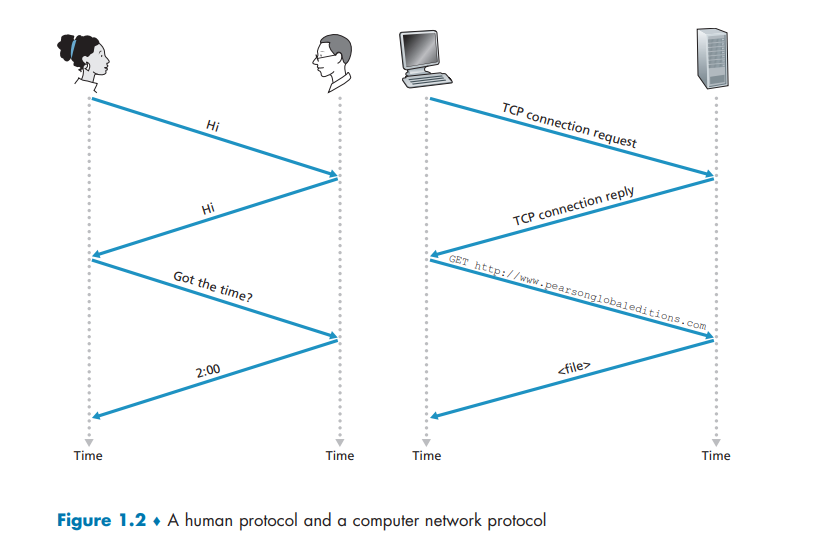 Hi
Hi
Got the time?
2:00
Time
Time
TCP connection request
TCP connection reply
GET http://www.pearsonglobaleditions.com
<file>
Time
Time
Figure 1.2 ♦ A human protocol and a computer network protocol